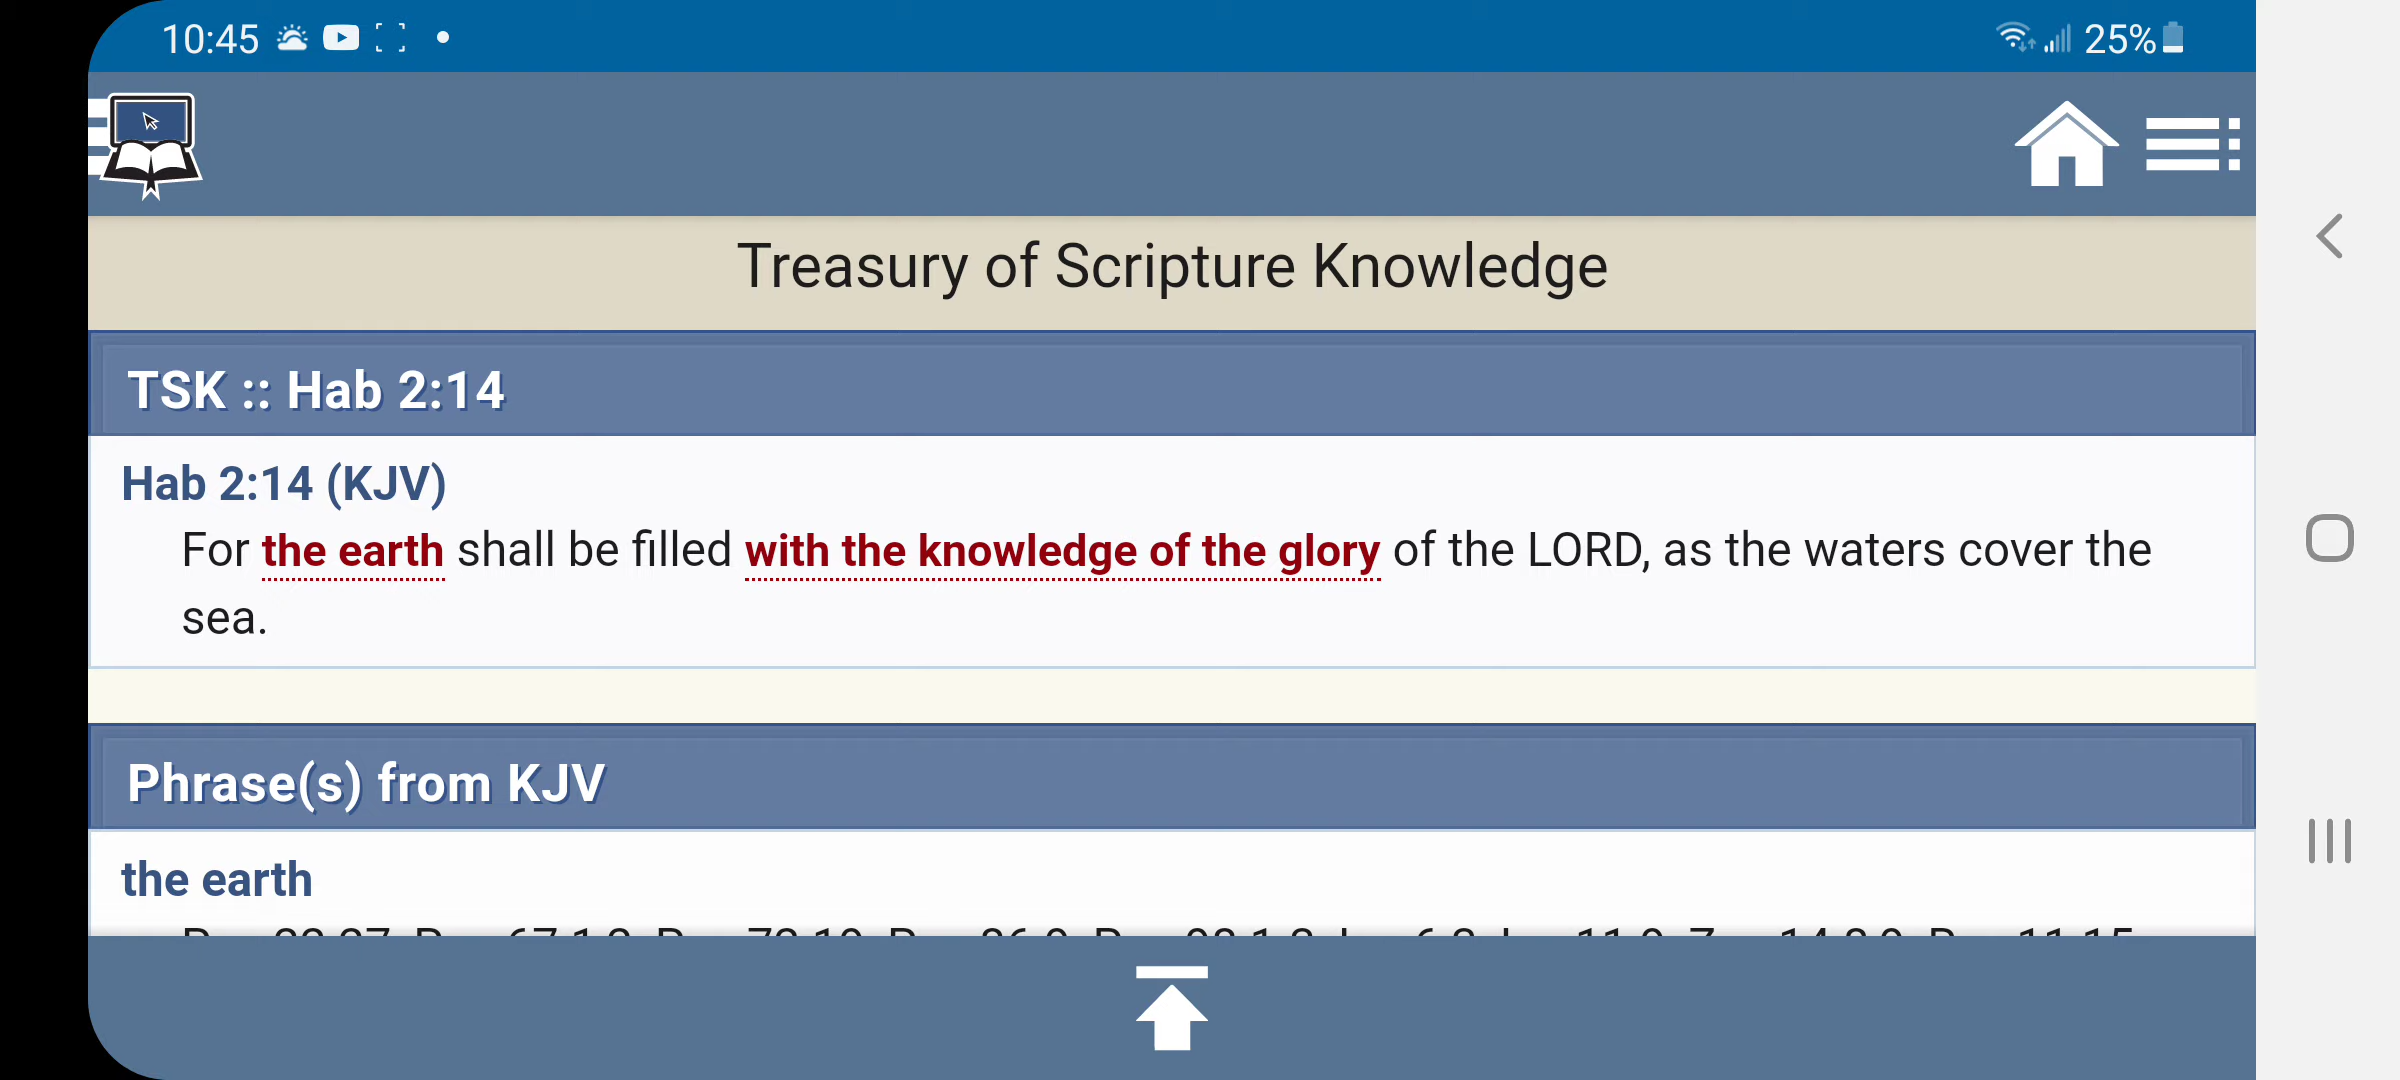 10:45
25%
Treasury of Scripture Knowledge
TSK :: Hab 2:14
Hab 2:14 (KJV)
For the earth shall be filled with the knowledge of the glory of the LORD, as the waters cover the
sea.
Phrase(s) from KJV
the earth